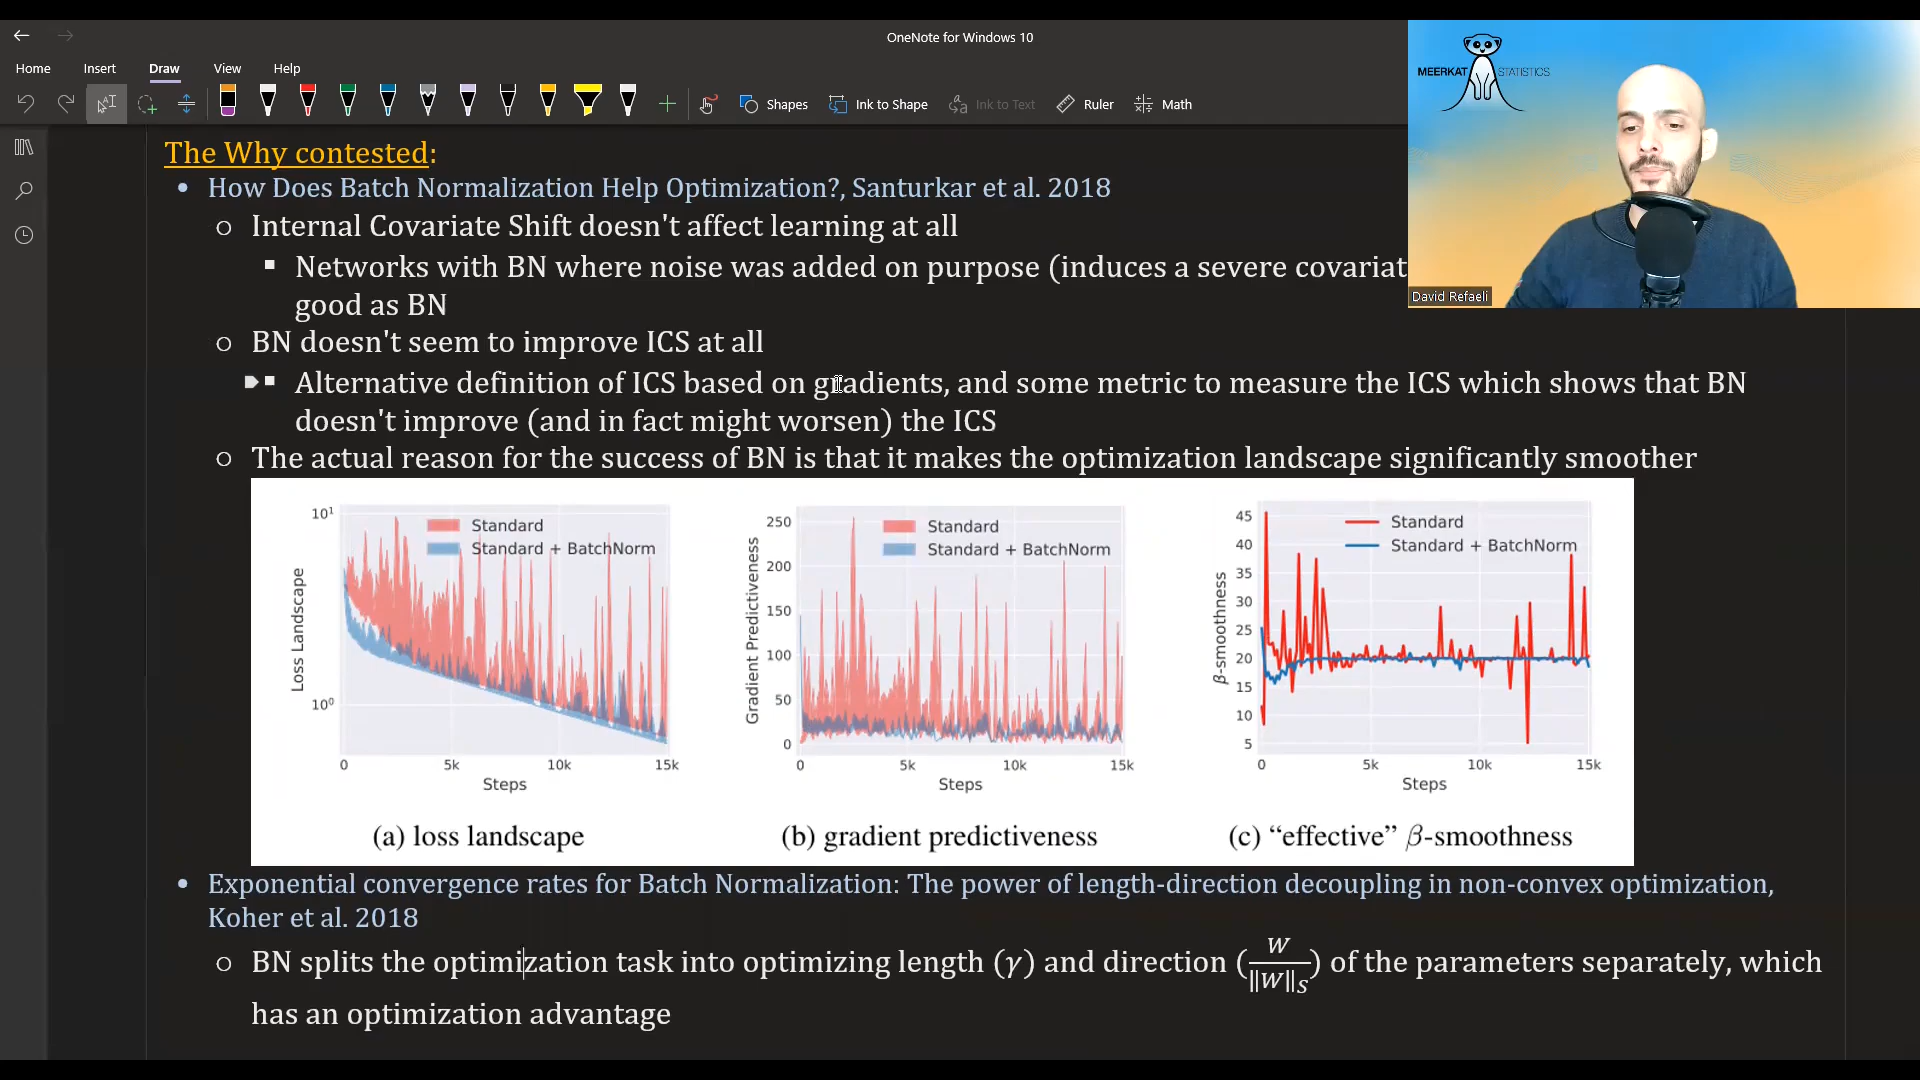 OneNote for Windows 10
Home Insert Draw View Help
Shapes Ink to Shape Ink to Text Ruler Math
MEERKAT STATISTICS
David Refaeli
The Why contested:
How Does Batch Normalization Help Optimization?, Santurkar et al. 2018
Internal Covariate Shift doesn't affect learning at all
Networks with BN where noise was added on purpose (induces a severe covariat
good as BN
BN doesn't seem to improve ICS at all
Alternative definition of ICS based on gradients, and some metric to measure the ICS which shows that BN
doesn't improve (and in fact might worsen) the ICS
The actual reason for the success of BN is that it makes the optimization landscape significantly smoother
Loss Landscape
10¹
10⁰
Standard
Standard + BatchNorm
0 5k 10k 15k
Steps
(a) loss landscape
Gradient Predictiveness
250
200
150
100
50
0
Standard
Standard + BatchNorm
0 5k 10k 15k
Steps
(b) gradient predictiveness
β-smoothness
45
40
35
30
25
20
15
10
5
Standard
Standard + BatchNorm
0 5k 10k 15k
Steps
(c) “effective” β-smoothness
Exponential convergence rates for Batch Normalization: The power of length-direction decoupling in non-convex optimization,
Koher et al. 2018
BN splits the optimization task into optimizing length (γ) and direction (W/‖W‖_S) of the parameters separately, which
has an optimization advantage